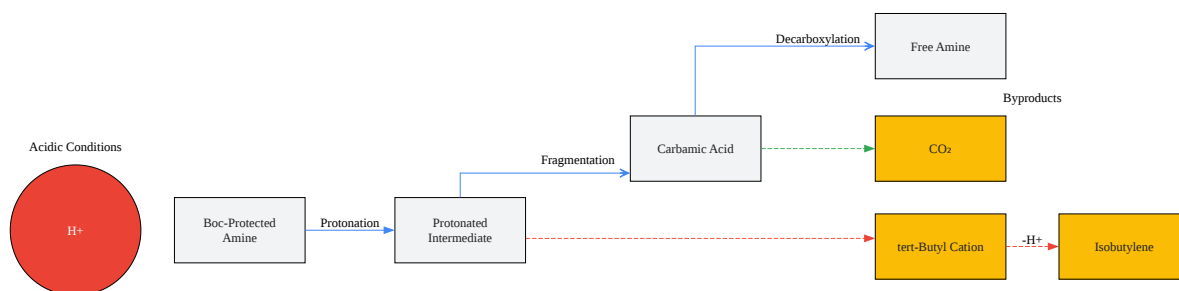 Decarboxylation
Free Amine
Byproducts
Acidic Conditions
Fragmentation
Carbamic Acid
CO₂
H+
Boc-Protected
Amine
Protonation
Protonated
Intermediate
tert-Butyl Cation
-H+
Isobutylene